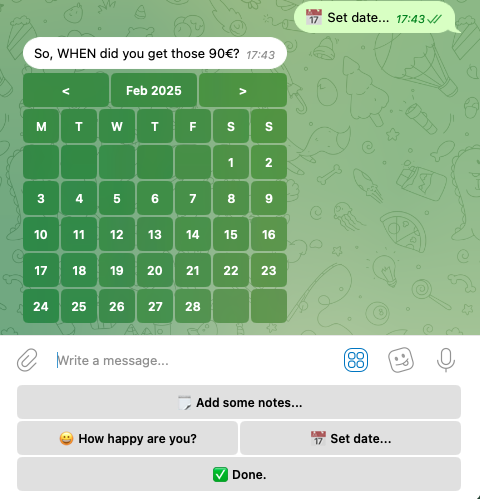 📅 Set date... 17:43
So, WHEN did you get those 90€? 17:43
< Feb 2025 >
M T W T F S S
1 2
3 4 5 6 7 8 9
10 11 12 13 14 15 16
17 18 19 20 21 22 23
24 25 26 27 28
Write a message...
🗒️ Add some notes...
😀 How happy are you? 📅 Set date...
✅ Done.